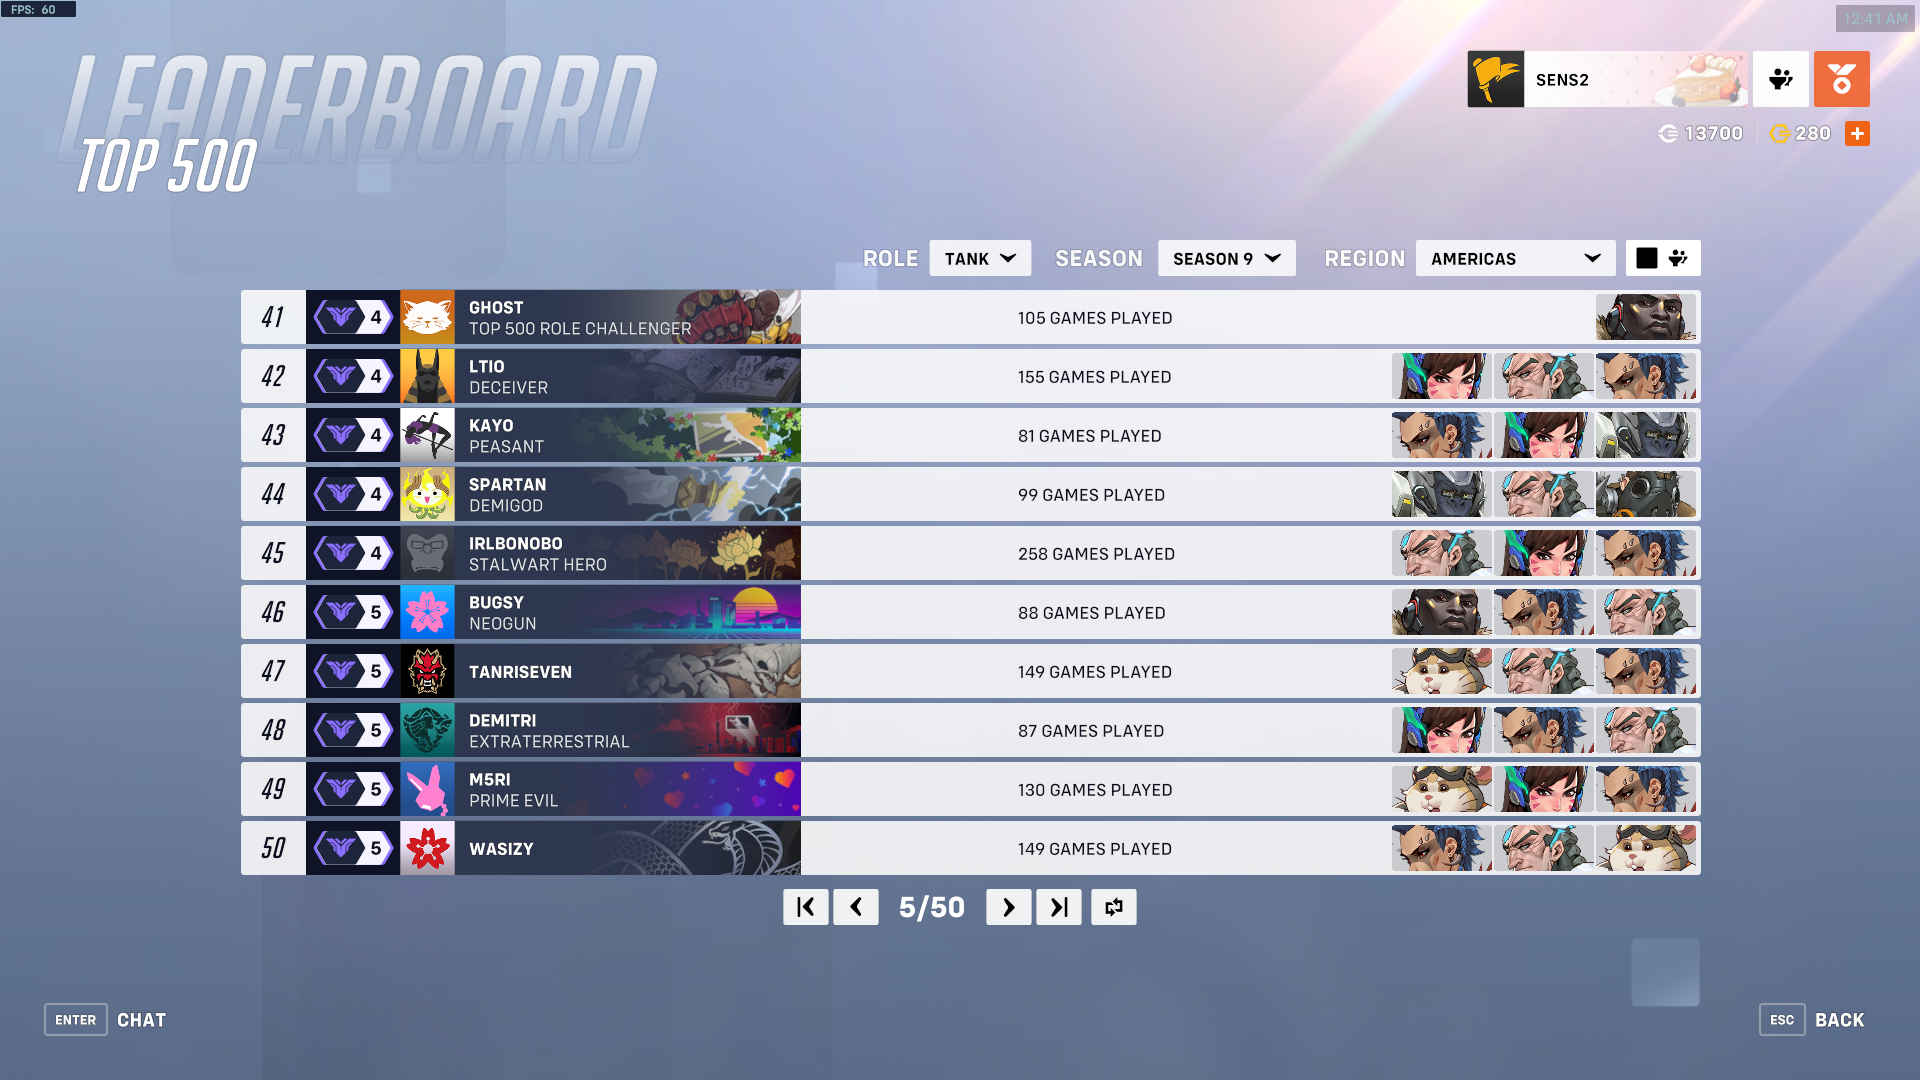 FPS: 60
12:41 AM
LEADERBOARD
TOP 500
SENS2
13700
280
ROLE TANK SEASON SEASON 9 REGION AMERICAS
41 4 GHOST 105 GAMES PLAYED
TOP 500 ROLE CHALLENGER
42 4 LTIO 155 GAMES PLAYED
DECEIVER
43 4 KAYO 81 GAMES PLAYED
PEASANT
44 4 SPARTAN 99 GAMES PLAYED
DEMIGOD
45 4 IRLBONOBO 258 GAMES PLAYED
STALWART HERO
46 5 BUGSY 88 GAMES PLAYED
NEOGUN
47 5 TANRISEVEN 149 GAMES PLAYED
48 5 DEMITRI 87 GAMES PLAYED
EXTRATERRESTRIAL
49 5 M5RI 130 GAMES PLAYED
PRIME EVIL
50 5 WASIZY 149 GAMES PLAYED
5/50
ENTER CHAT
ESC BACK